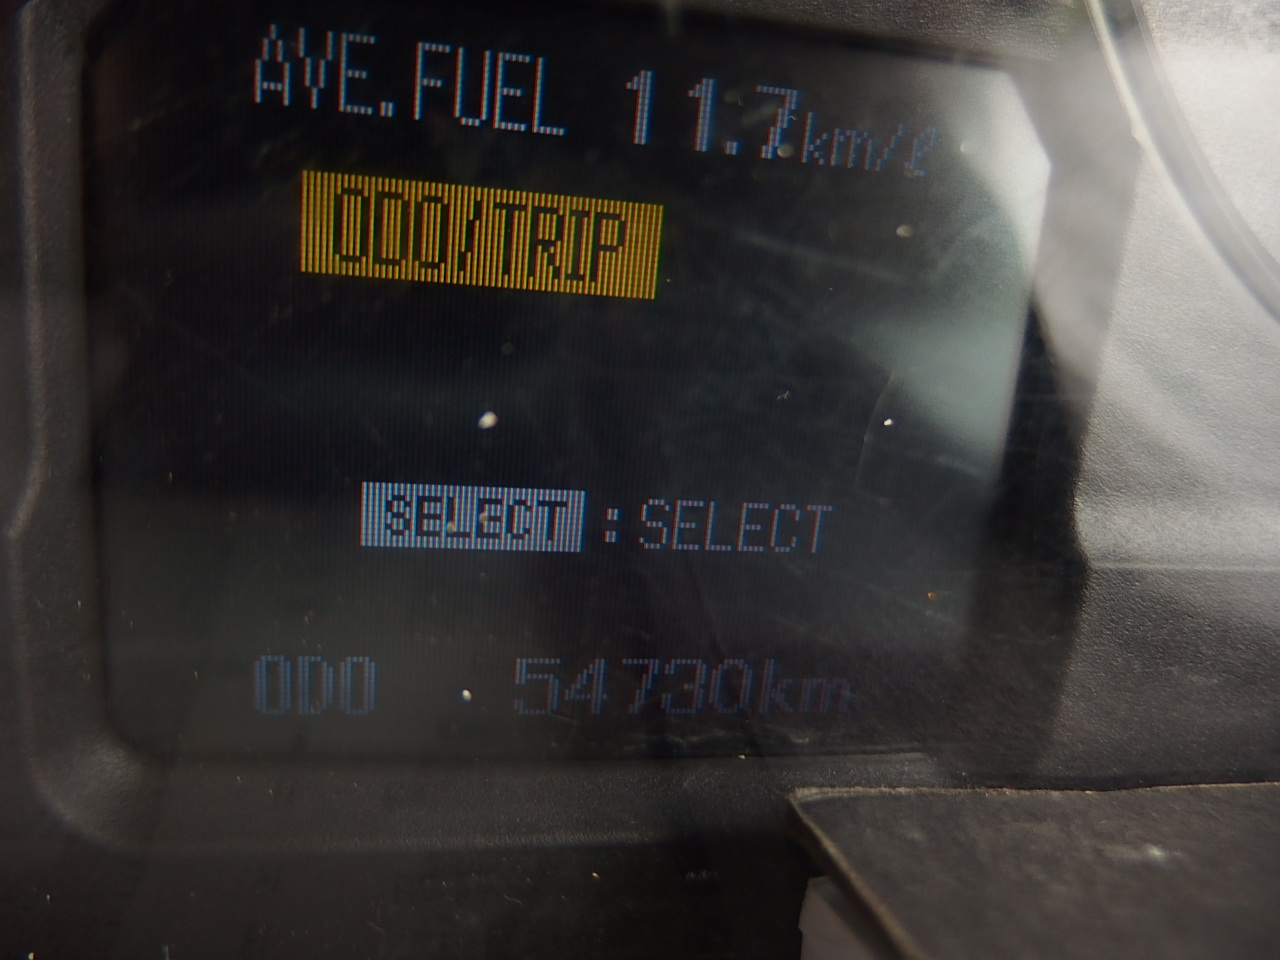 AVE.FUEL 11.7km/ℓ
ODO/TRIP
SELECT : SELECT
ODO 54730km